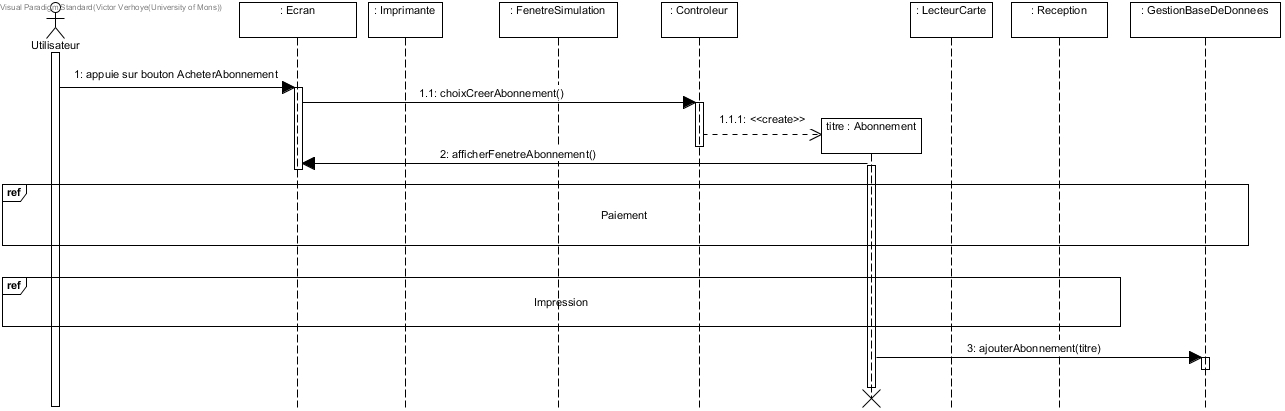 Visual Paradigm Standard(Victor Verhoye(University of Mons))
: Ecran
: Imprimante
: FenetreSimulation
: Controleur
: LecteurCarte
: Reception
: GestionBaseDeDonnees
Utilisateur
1: appuie sur bouton AcheterAbonnement
1.1: choixCreerAbonnement()
1.1.1: <<create>>
titre : Abonnement
2: afficherFenetreAbonnement()
ref
Paiement
ref
Impression
3: ajouterAbonnement(titre)